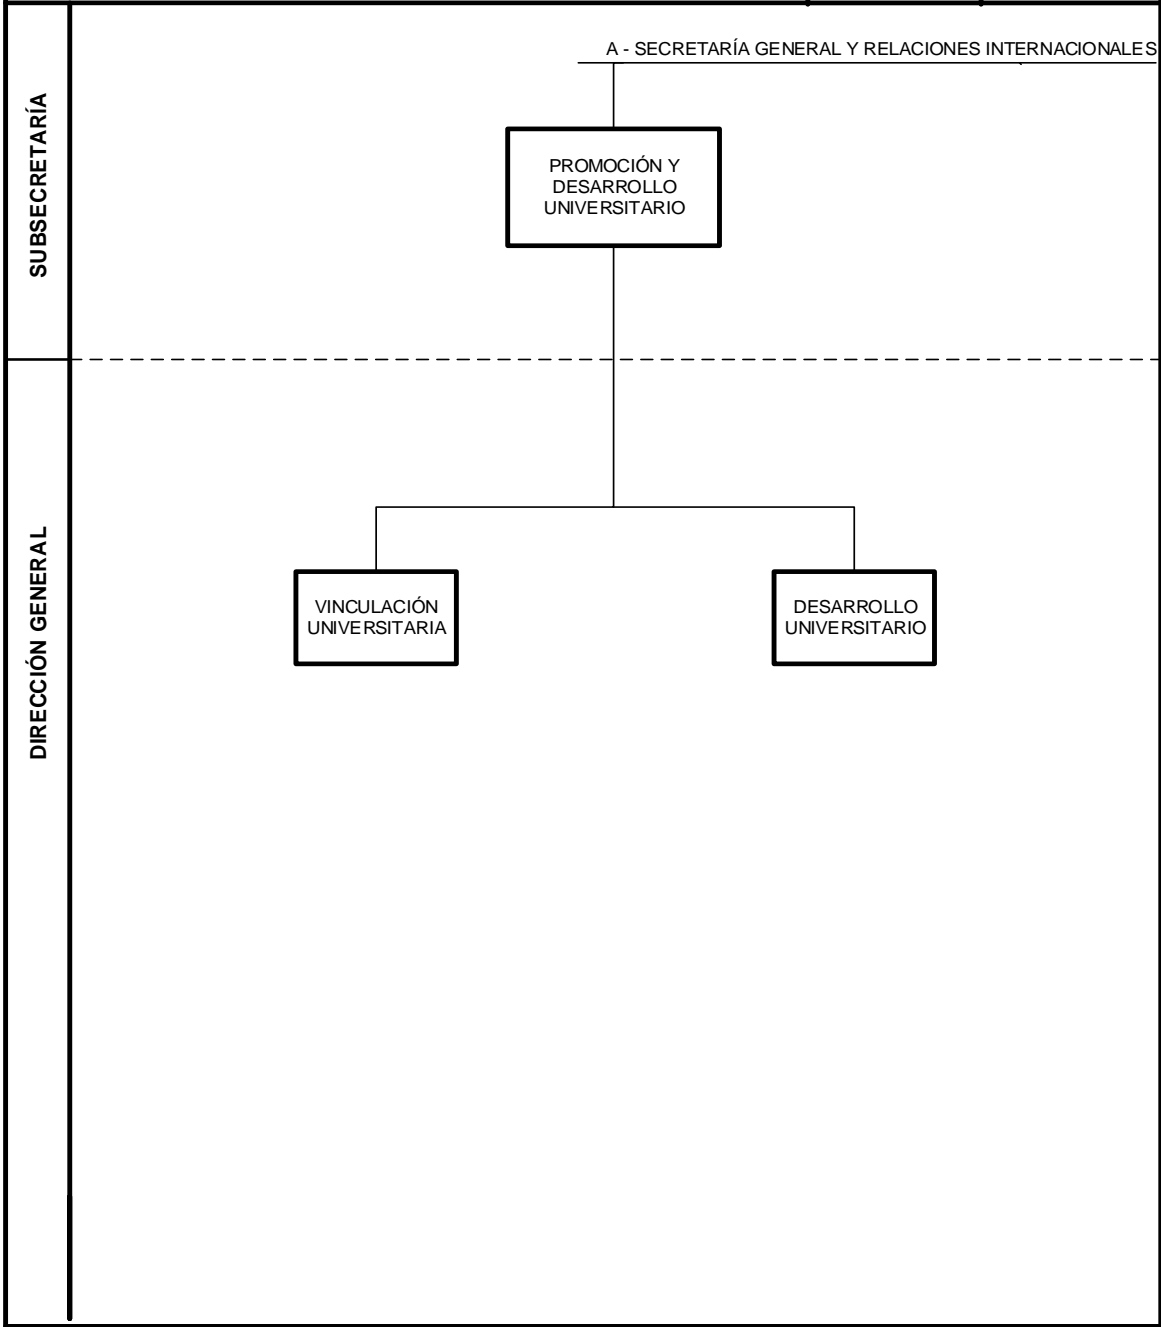 A - SECRETARÍA GENERAL Y RELACIONES INTERNACIONALES
SUBSECRETARÍA
PROMOCIÓN Y
DESARROLLO
UNIVERSITARIO
DIRECCIÓN GENERAL
VINCULACIÓN
UNIVERSITARIA
DESARROLLO
UNIVERSITARIO